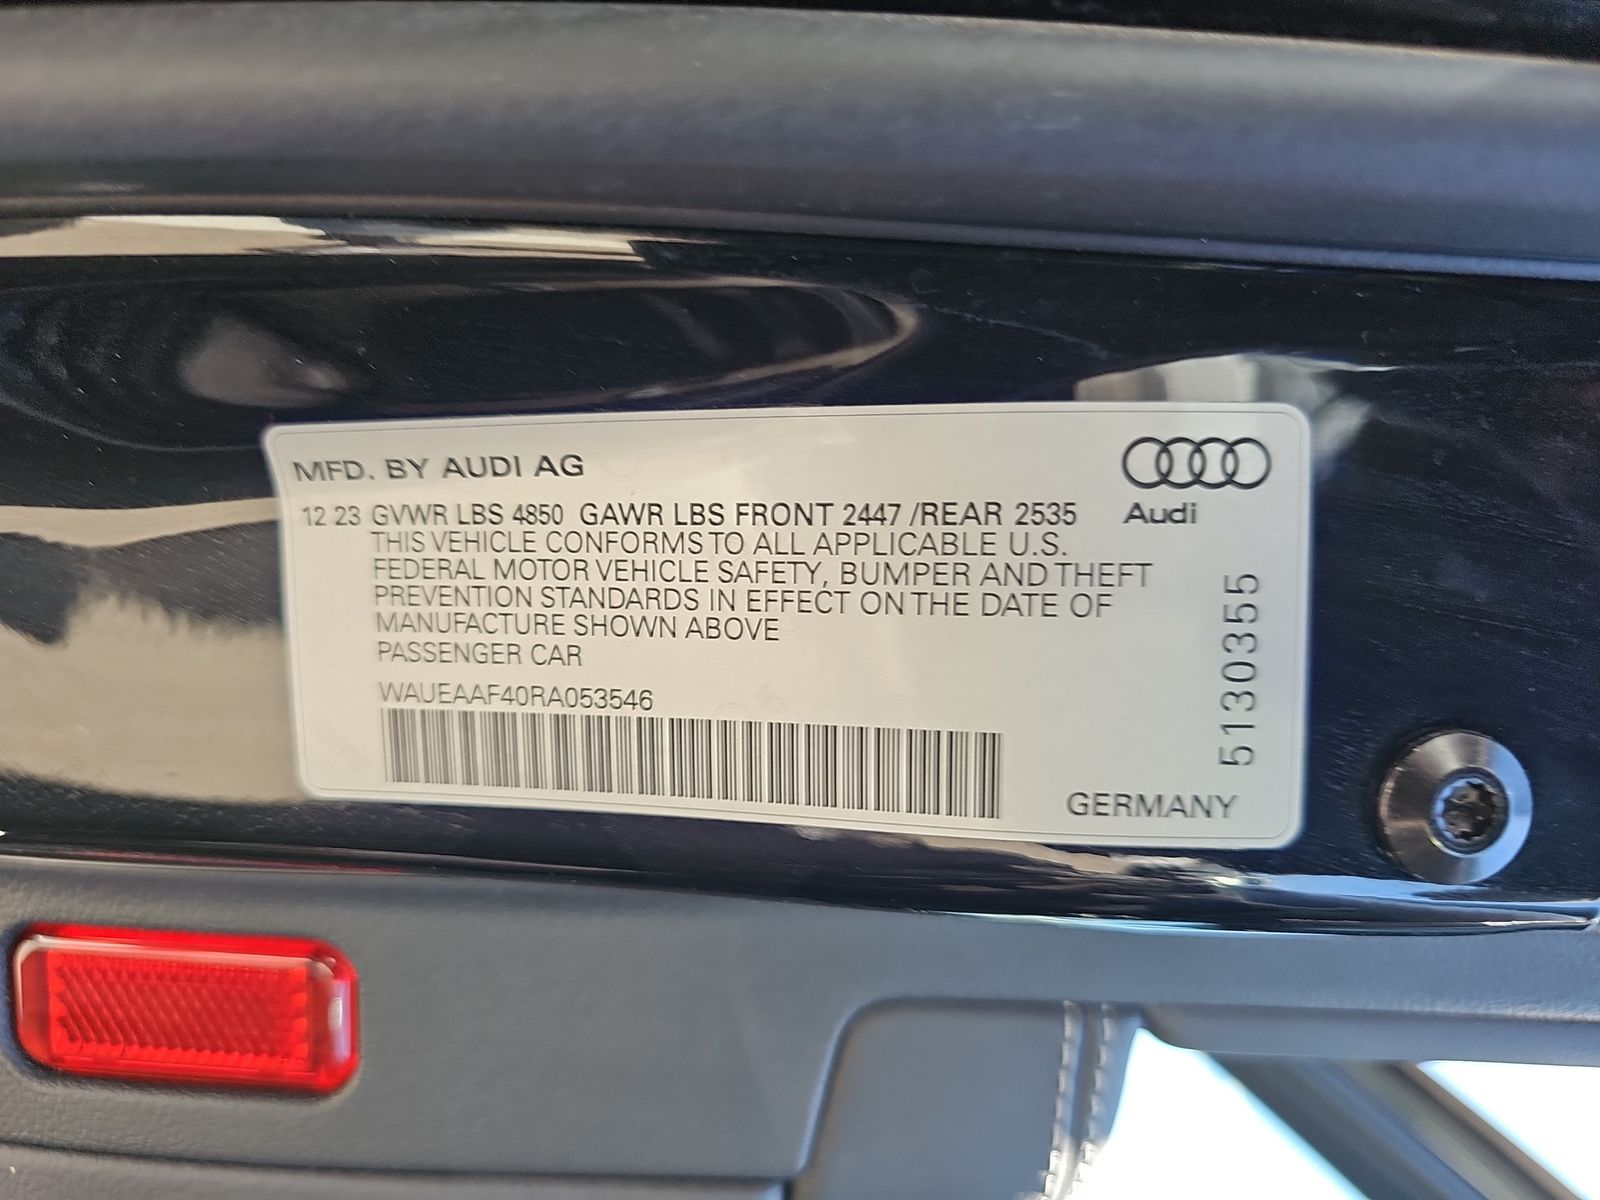 MFD. BY AUDI AG
Audi
12 23 GVWR LBS 4850 GAWR LBS FRONT 2447 /REAR 2535
THIS VEHICLE CONFORMS TO ALL APPLICABLE U.S.
FEDERAL MOTOR VEHICLE SAFETY, BUMPER AND THEFT
PREVENTION STANDARDS IN EFFECT ON THE DATE OF
MANUFACTURE SHOWN ABOVE
PASSENGER CAR
WAUEAAF40RA053546
5130355
GERMANY